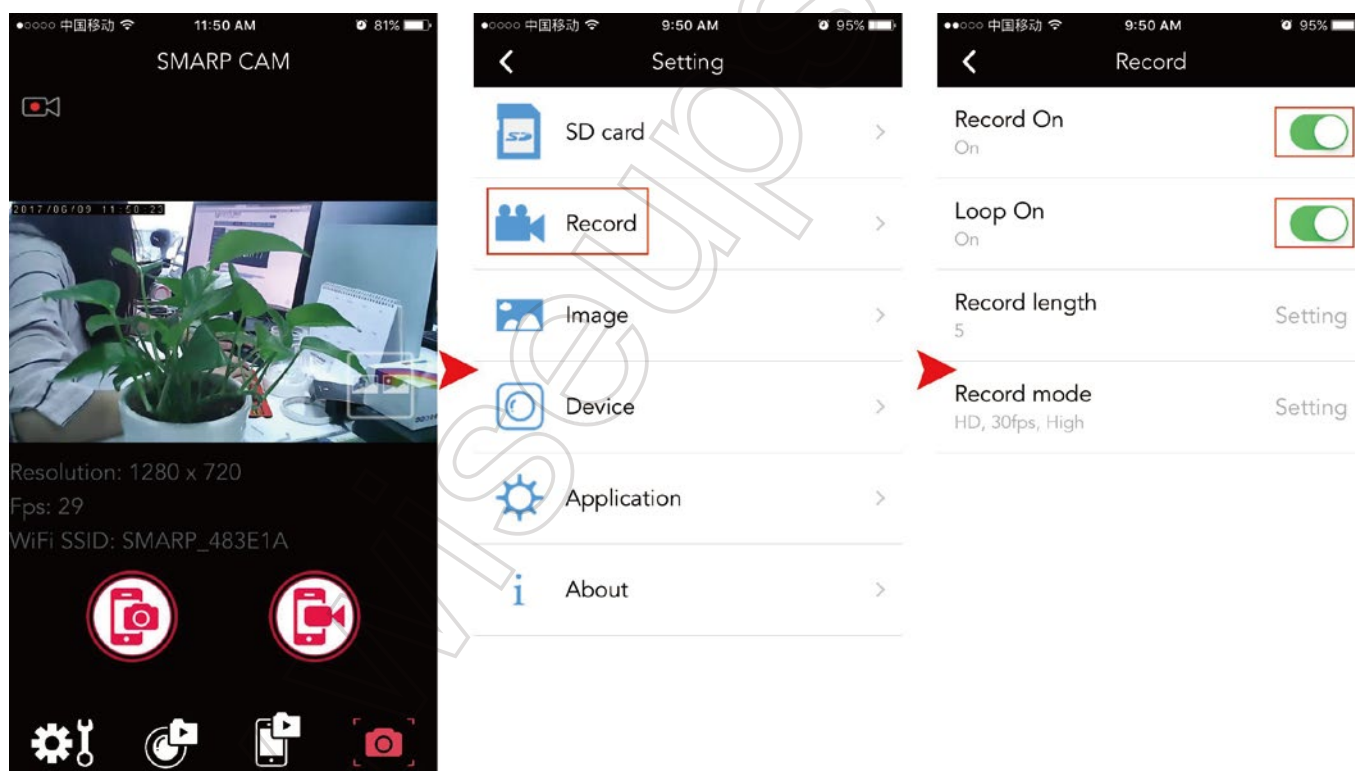 中国移动
11:50 AM
81%
SMARP CAM
2017/06/09 11:50:23
Resolution: 1280 x 720
Fps: 29
WiFi SSID: SMARP_483E1A
中国移动
9:50 AM
95%
Setting
SD card
Record
Image
Device
Application
About
中国移动
9:50 AM
95%
Record
Record On
On
Loop On
On
Record length
5
Setting
Record mode
HD, 30fps, High
Setting
wiseup